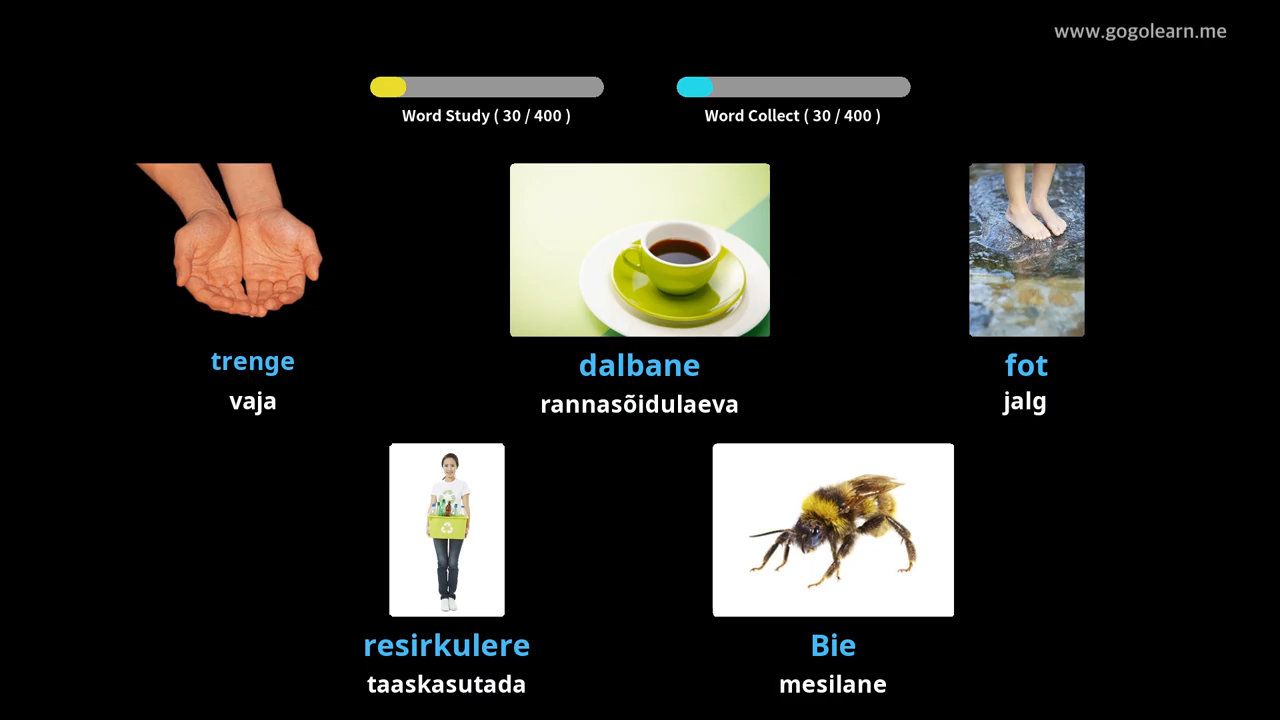 www.gogolearn.me
Word Study ( 30 / 400 )
Word Collect ( 30 / 400 )
trenge
vaja
dalbane
rannasõidulaeva
fot
jalg
resirkulere
taaskasutada
Bie
mesilane